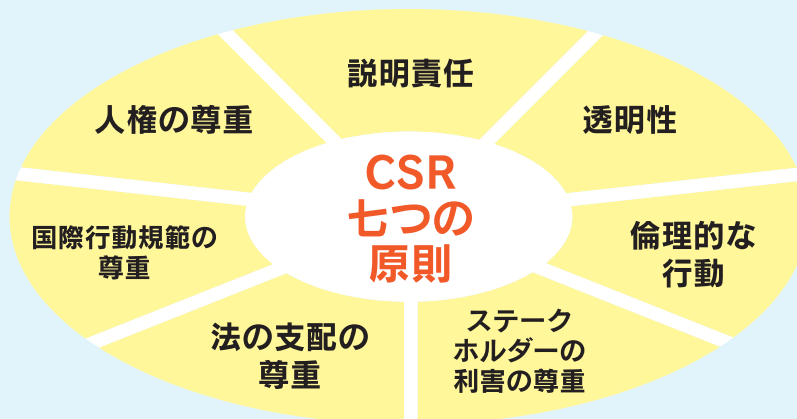 説明責任
人権の尊重
透明性
CSR
七つの
原則
国際行動規範の
尊重
倫理的な
行動
法の支配の
尊重
ステーク
ホルダーの
利害の尊重